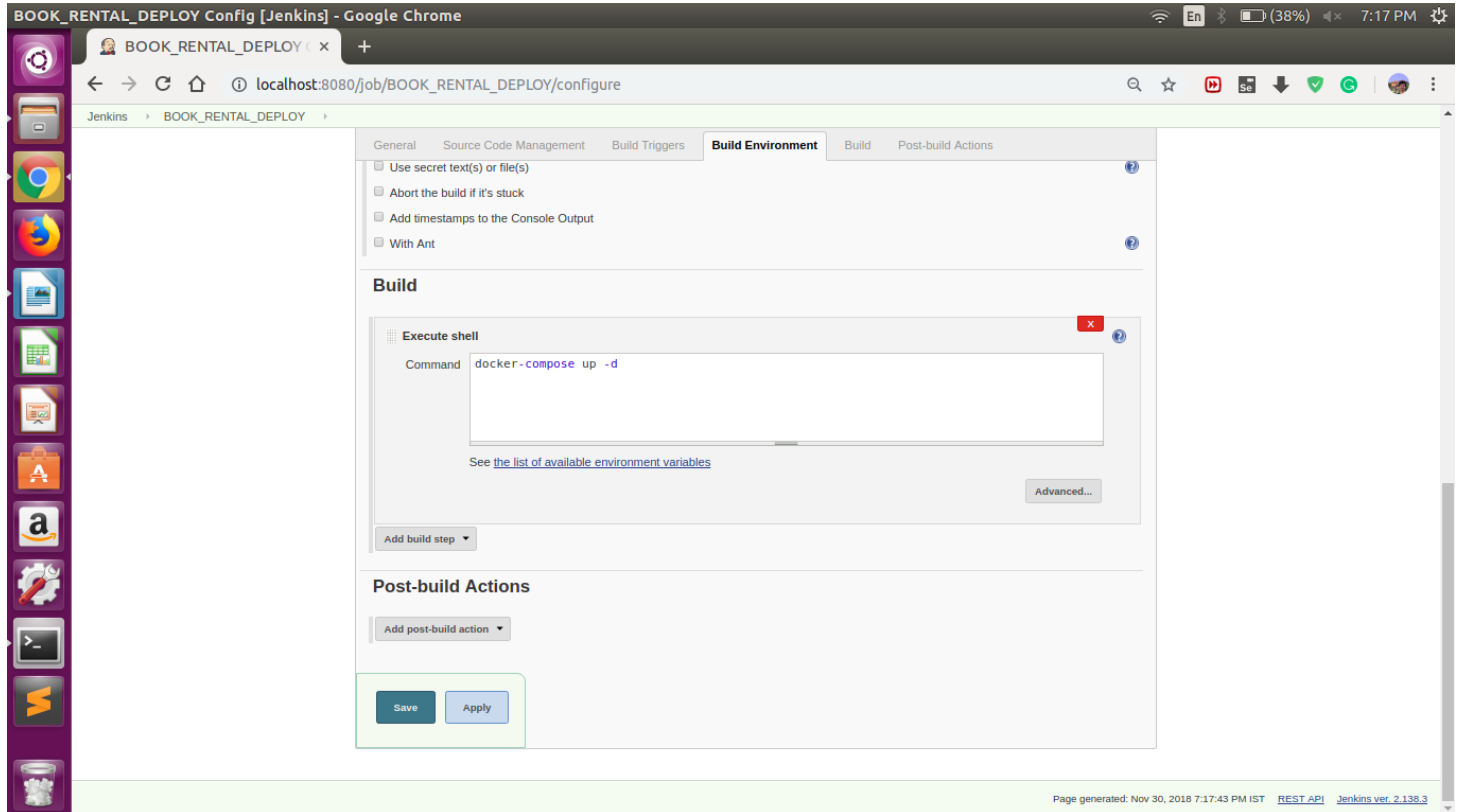 BOOK_RENTAL_DEPLOY Config [Jenkins] - Google Chrome
En (38%) 7:17 PM
BOOK_RENTAL_DEPLOY
localhost:8080/job/BOOK_RENTAL_DEPLOY/configure
Se
G
Jenkins BOOK_RENTAL_DEPLOY
General Source Code Management Build Triggers Build Environment Build Post-build Actions
Use secret text(s) or file(s)
Abort the build if it's stuck
Add timestamps to the Console Output
With Ant
Build
X
Execute shell
Command docker-compose up -d
See the list of available environment variables
Advanced...
Add build step
Post-build Actions
Add post-build action
Save Apply
Page generated: Nov 30, 2018 7:17:43 PM IST REST API Jenkins ver. 2.138.3